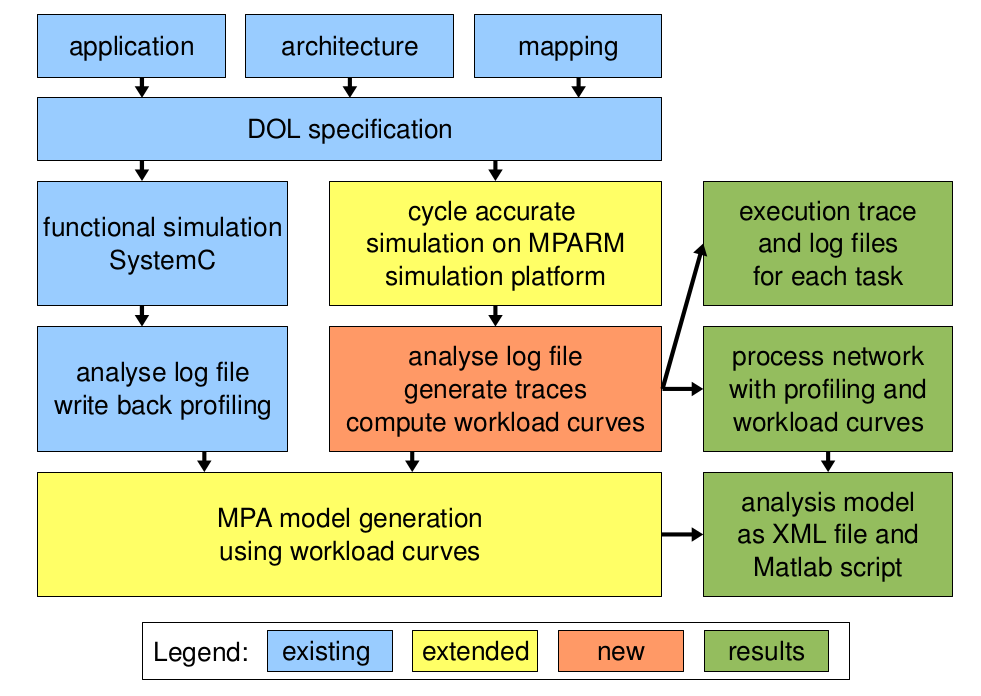 application
architecture
mapping
DOL specification
functional simulation
SystemC
cycle accurate
simulation on MPARM
simulation platform
execution trace
and log files
for each task
analyse log file
write back profiling
analyse log file
generate traces
compute workload curves
process network
with profiling and
workload curves
MPA model generation
using workload curves
analysis model
as XML file and
Matlab script
Legend:
existing
extended
new
results